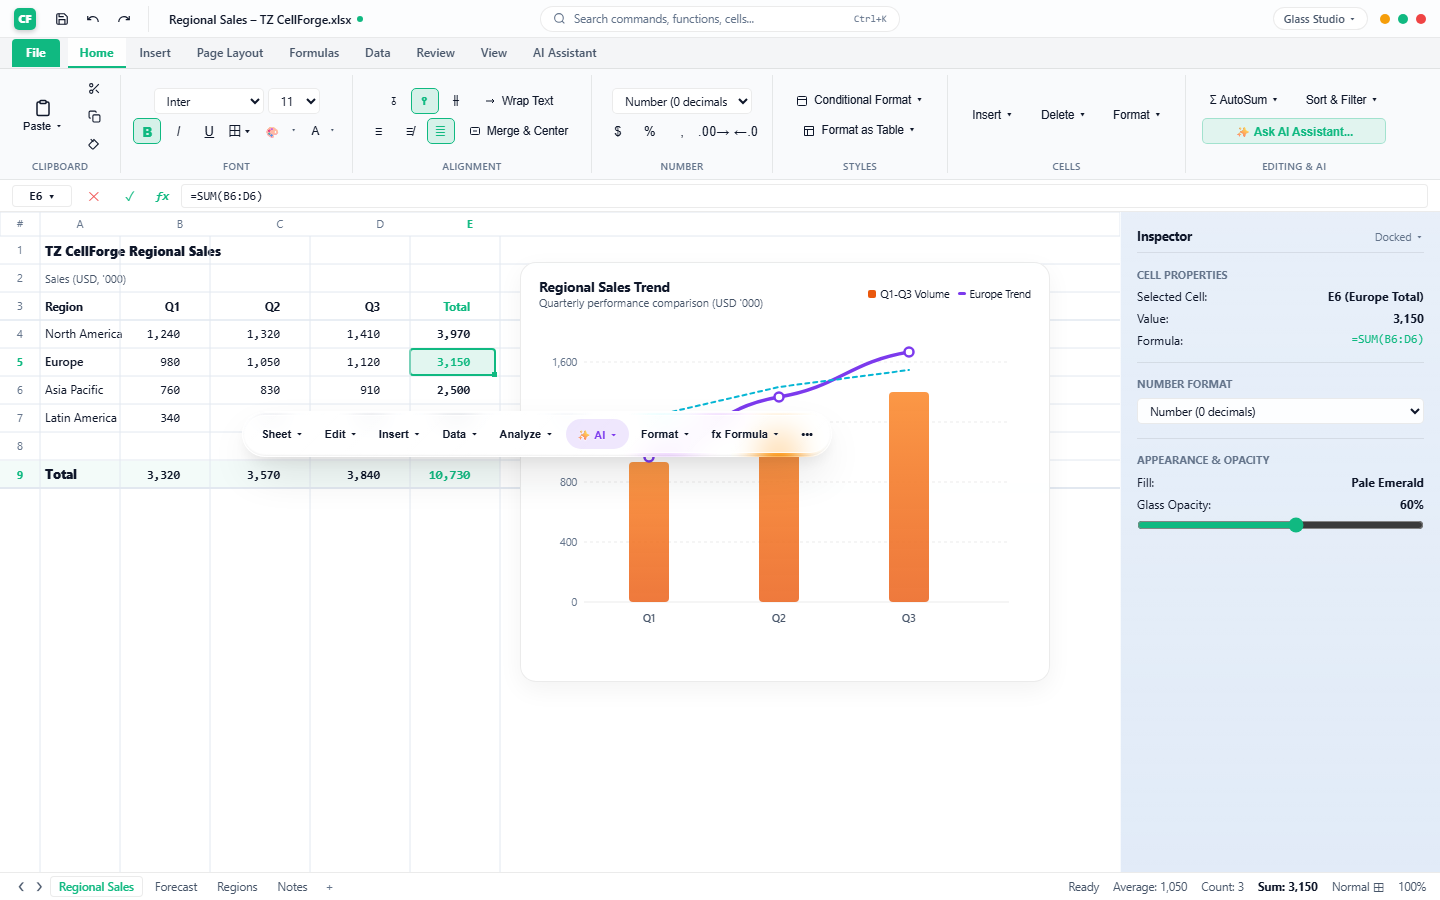 CF Regional Sales – TZ CellForge.xlsx Search commands, functions, cells... Ctrl+K Glass Studio
File Home Insert Page Layout Formulas Data Review View AI Assistant
Paste
Inter 11
B I U A
Wrap Text
Merge & Center
Number (0 decimals
$ % , .00→ ←.0
Conditional Format
Format as Table
Insert Delete Format
Σ AutoSum Sort & Filter
Ask AI Assistant...
CLIPBOARD FONT ALIGNMENT NUMBER STYLES CELLS EDITING & AI
E6 fx =SUM(B6:D6)
# A B C D E
1 TZ CellForge Regional Sales
2 Sales (USD, '000)
3 Region Q1 Q2 Q3 Total
4 North America 1,240 1,320 1,410 3,970
5 Europe 980 1,050 1,120 3,150
6 Asia Pacific 760 830 910 2,500
7 Latin America 340
8
9 Total 3,320 3,570 3,840 10,730
Sheet Edit Insert Data Analyze AI Format fx Formula •••
Regional Sales Trend
Quarterly performance comparison (USD '000)
Q1-Q3 Volume Europe Trend
1,600
800
400
0
Q1 Q2 Q3
Inspector Docked
CELL PROPERTIES
Selected Cell: E6 (Europe Total)
Value: 3,150
Formula: =SUM(B6:D6)
NUMBER FORMAT
Number (0 decimals)
APPEARANCE & OPACITY
Fill: Pale Emerald
Glass Opacity: 60%
Regional Sales Forecast Regions Notes +
Ready Average: 1,050 Count: 3 Sum: 3,150 Normal 100%